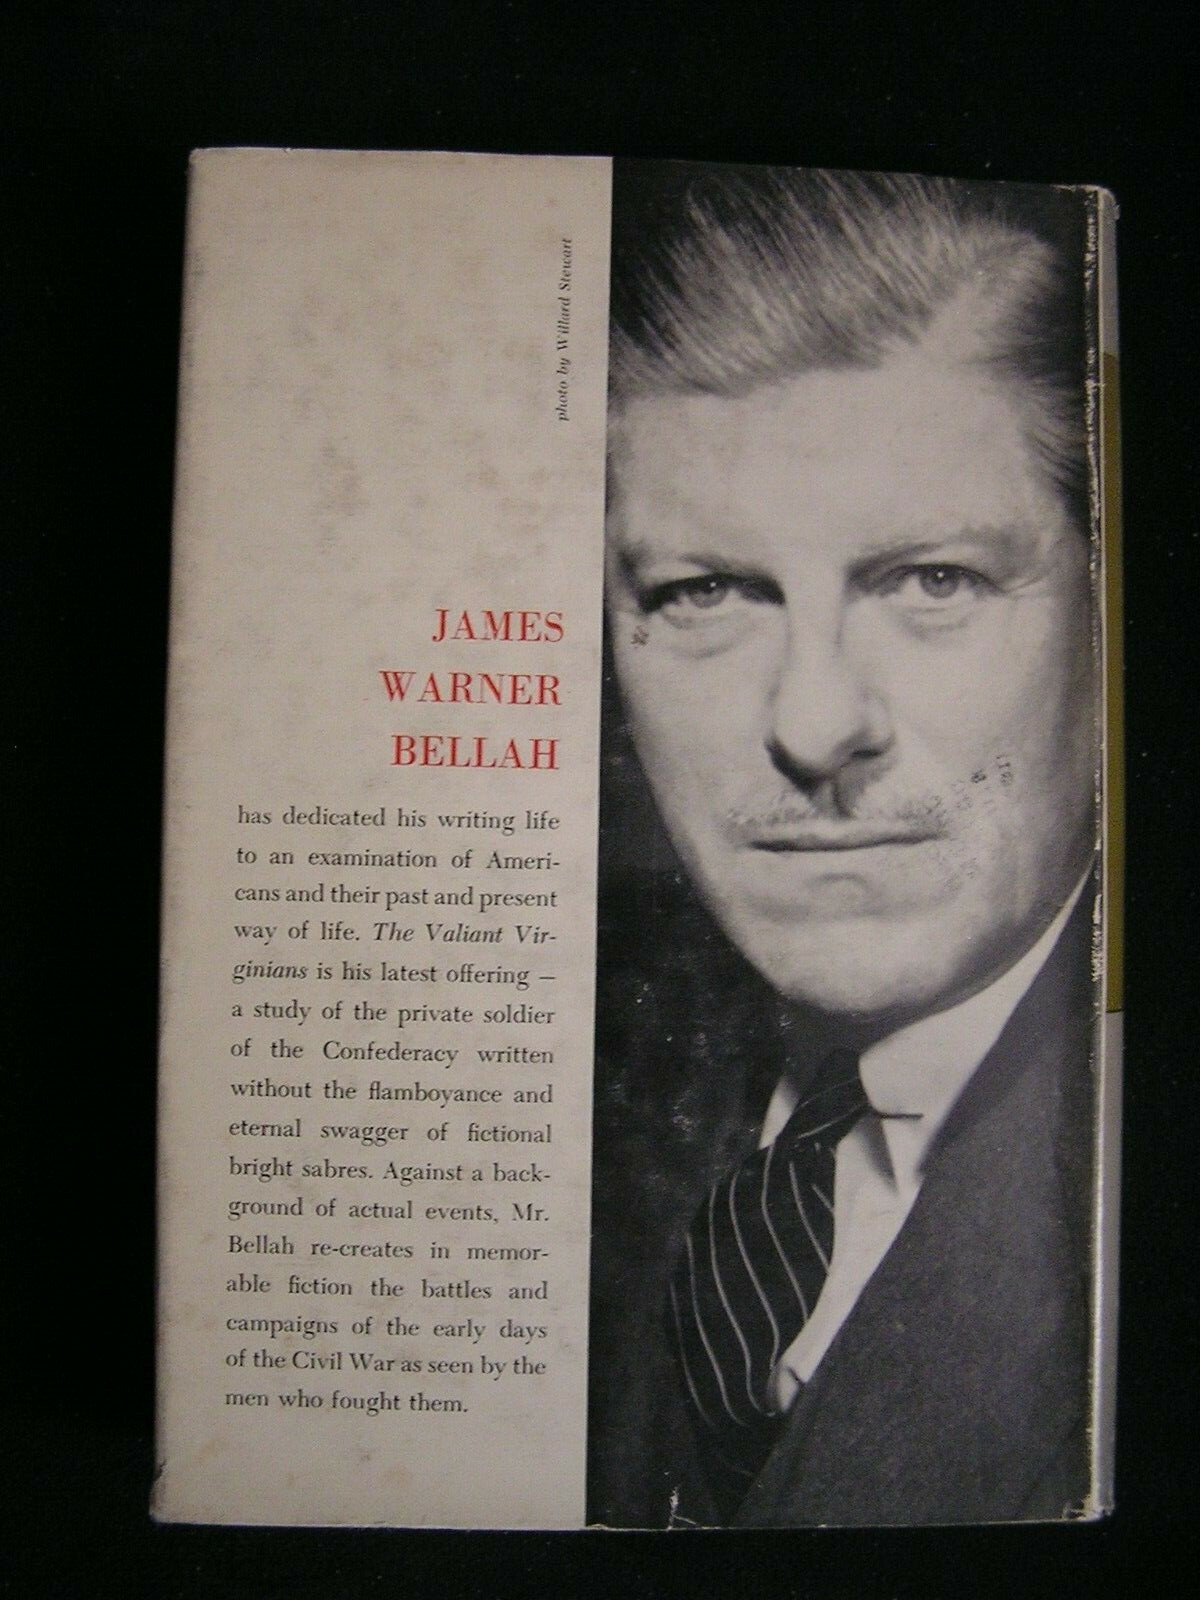 photo by Willard Stewart
JAMES
WARNER
BELLAH
has dedicated his writing life
to an examination of Ameri-
cans and their past and present
way of life. The Valiant Vir-
ginians is his latest offering —
a study of the private soldier
of the Confederacy written
without the flamboyance and
eternal swagger of fictional
bright sabres. Against a back-
ground of actual events, Mr.
Bellah re-creates in memor-
able fiction the battles and
campaigns of the early days
of the Civil War as seen by the
men who fought them.